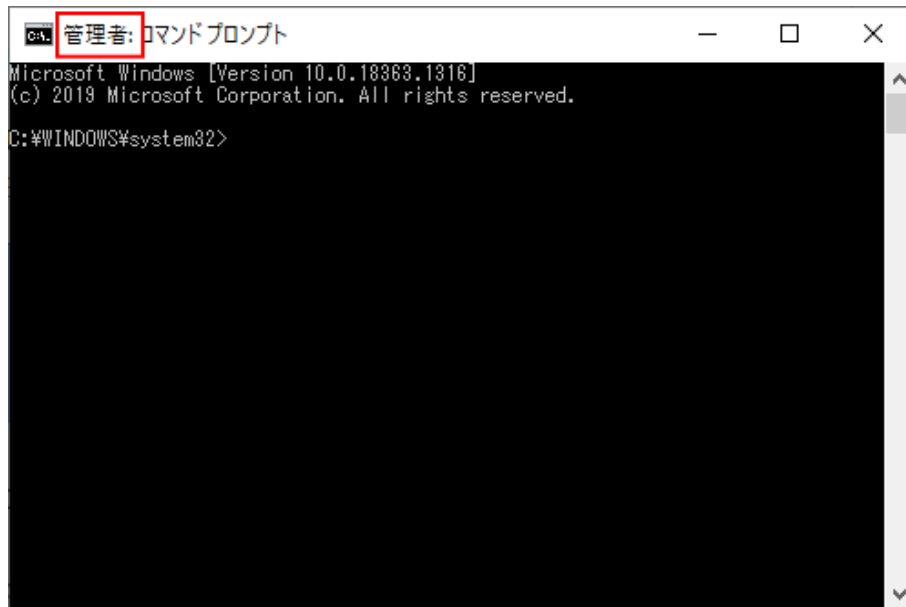 管理者: コマンド プロンプト
Microsoft Windows [Version 10.0.18363.1316]
(c) 2019 Microsoft Corporation. All rights reserved.
C:¥WINDOWS¥system32>